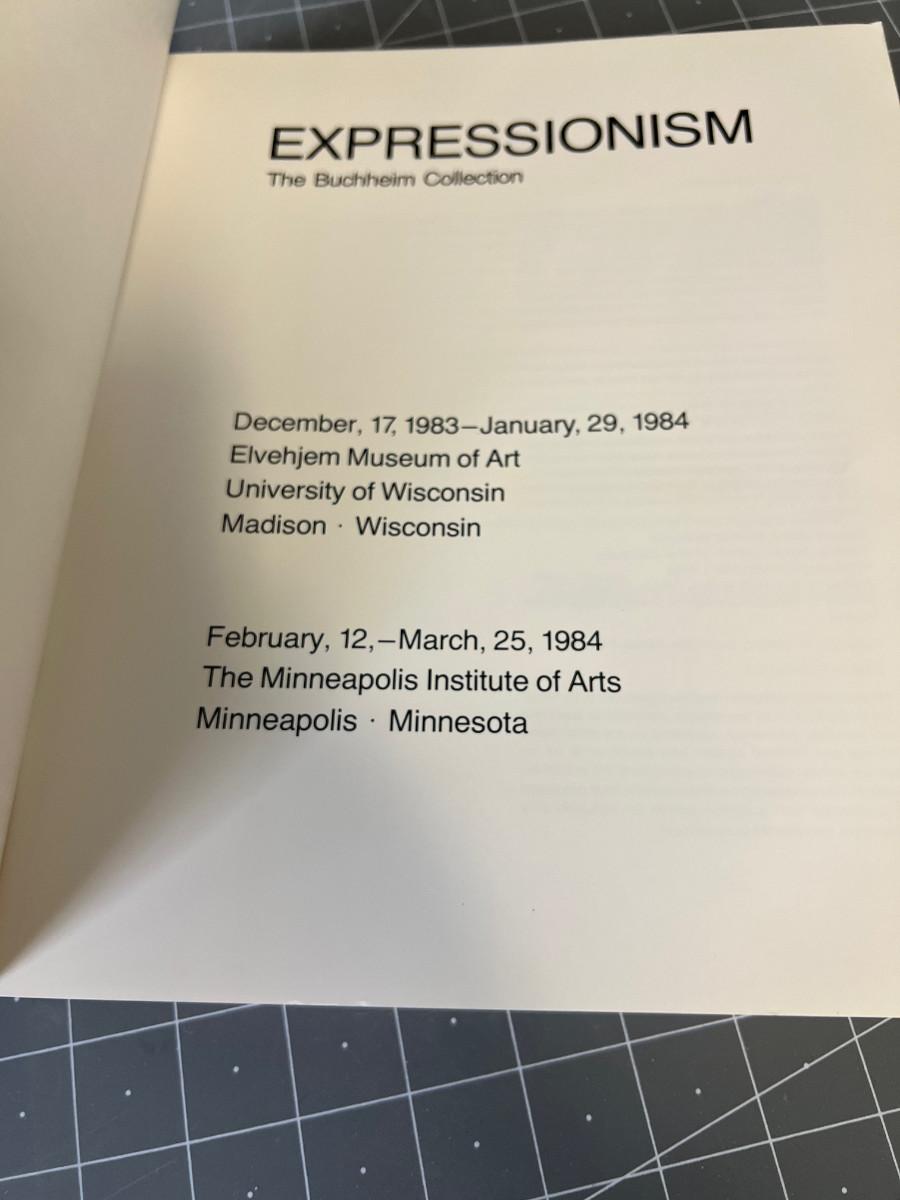 EXPRESSIONISM
The Buchheim Collection
December, 17, 1983–January, 29, 1984
Elvehjem Museum of Art
University of Wisconsin
Madison · Wisconsin
February, 12,–March, 25, 1984
The Minneapolis Institute of Arts
Minneapolis · Minnesota